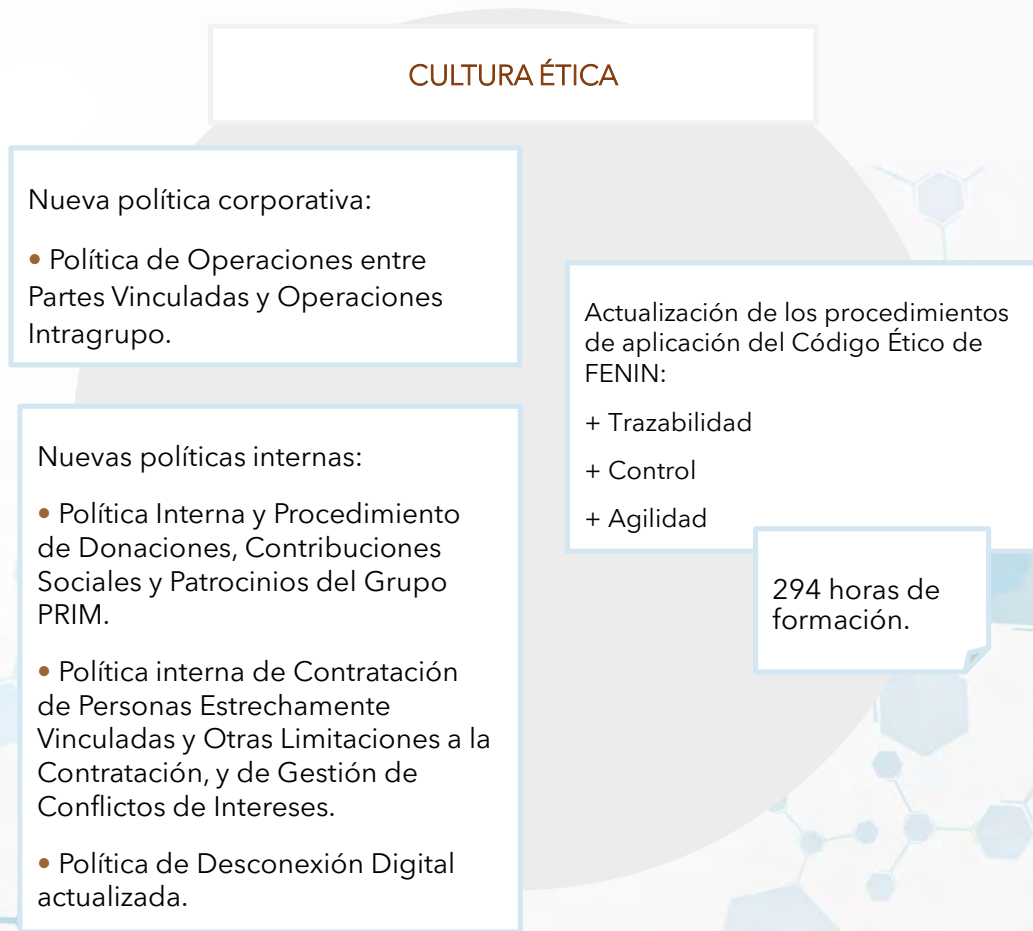 CULTURA ÉTICA
Nueva política corporativa:
• Política de Operaciones entre
Partes Vinculadas y Operaciones
Intragrupo.
Nuevas políticas internas:
• Política Interna y Procedimiento
de Donaciones, Contribuciones
Sociales y Patrocinios del Grupo
PRIM.
• Política interna de Contratación
de Personas Estrechamente
Vinculadas y Otras Limitaciones a la
Contratación, y de Gestión de
Conflictos de Intereses.
• Política de Desconexión Digital
actualizada.
Actualización de los procedimientos
de aplicación del Código Ético de
FENIN:
+ Trazabilidad
+ Control
+ Agilidad
294 horas de
formación.